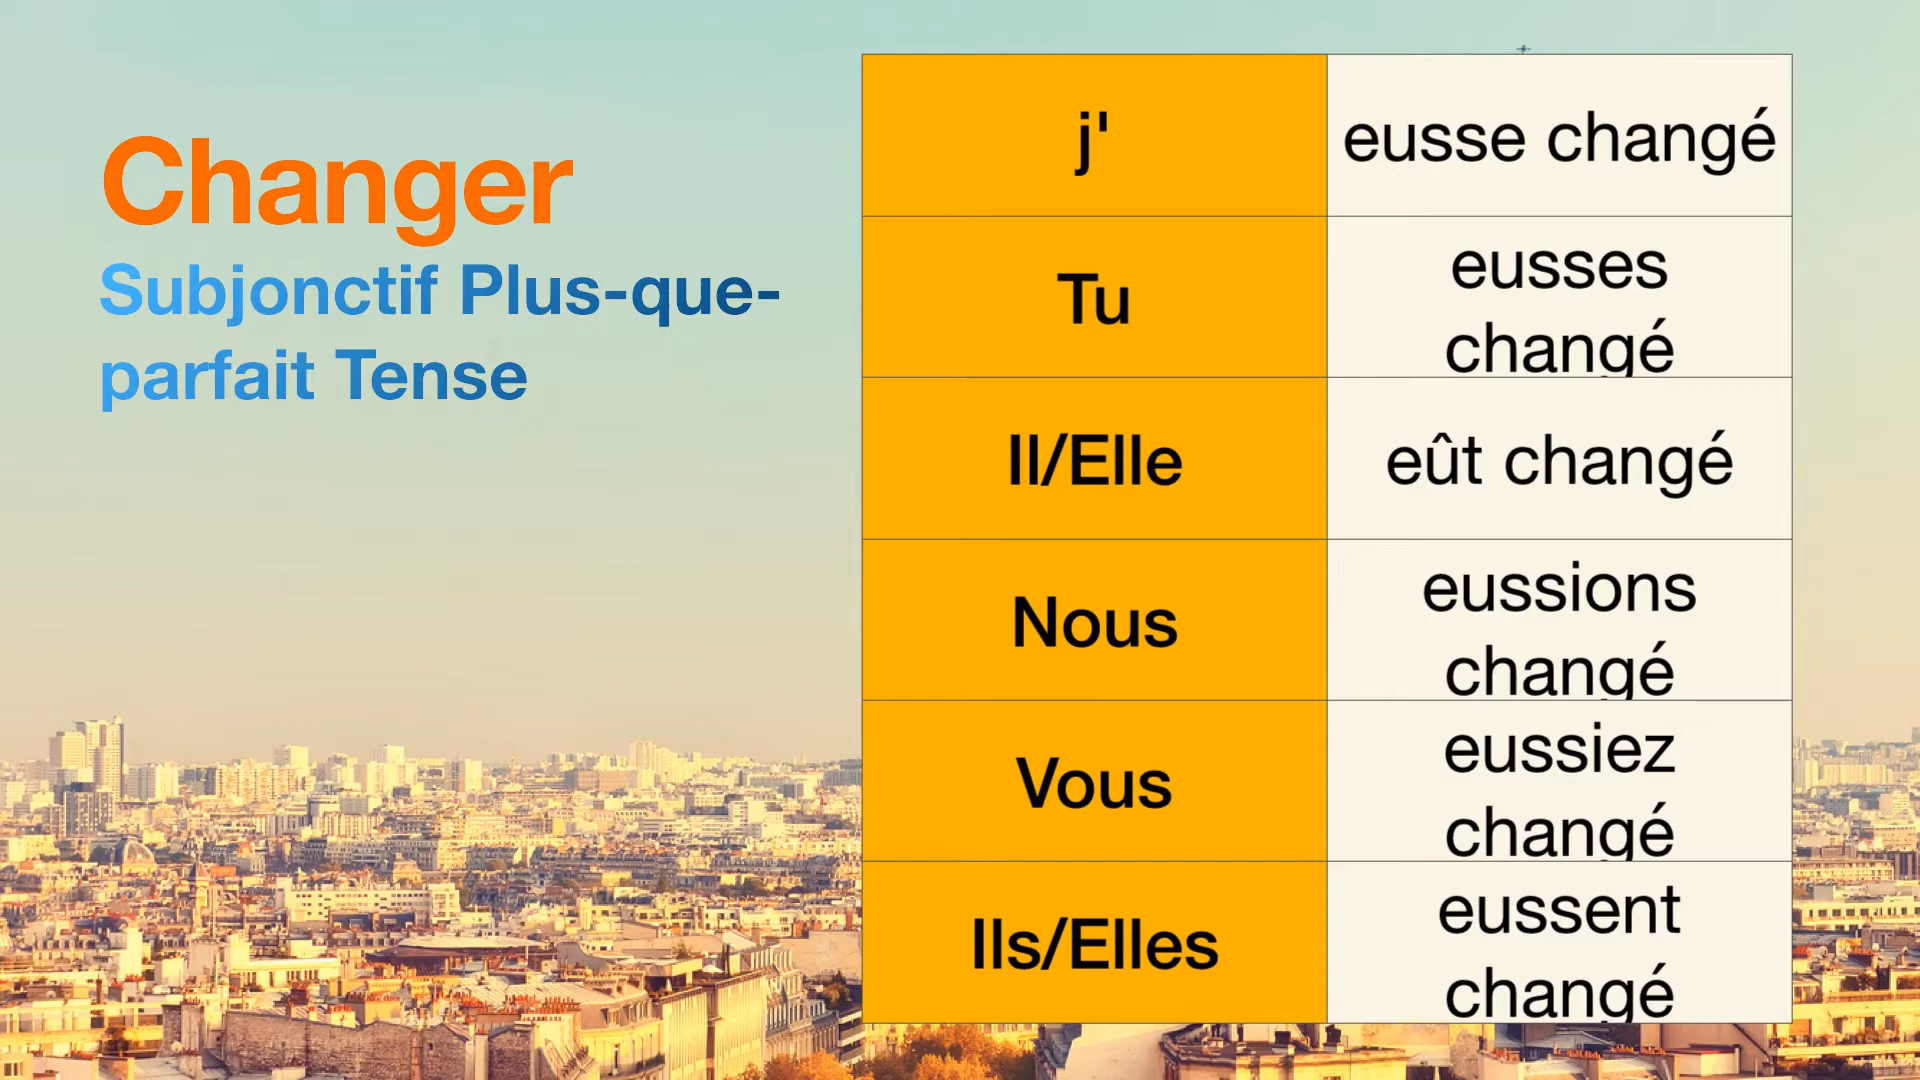 Changer
Subjonctif Plus-que-
parfait Tense
j' eusse changé
Tu eusses
changé
Il/Elle eût changé
Nous eussions
changé
Vous eussiez
changé
Ils/Elles eussent
changé